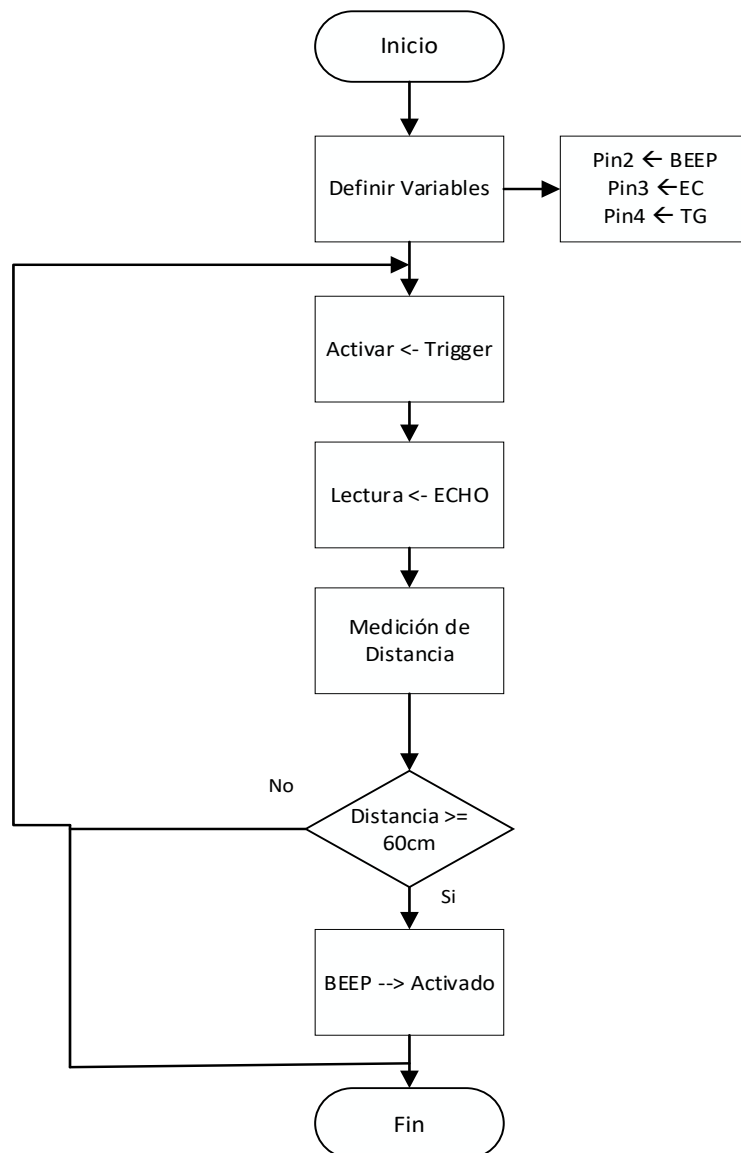 Inicio
Definir Variables
Pin2 ← BEEP
Pin3 ←EC
Pin4 ← TG
Activar <- Trigger
Lectura <- ECHO
Medición de
Distancia
No
Distancia >=
60cm
Si
BEEP --> Activado
Fin